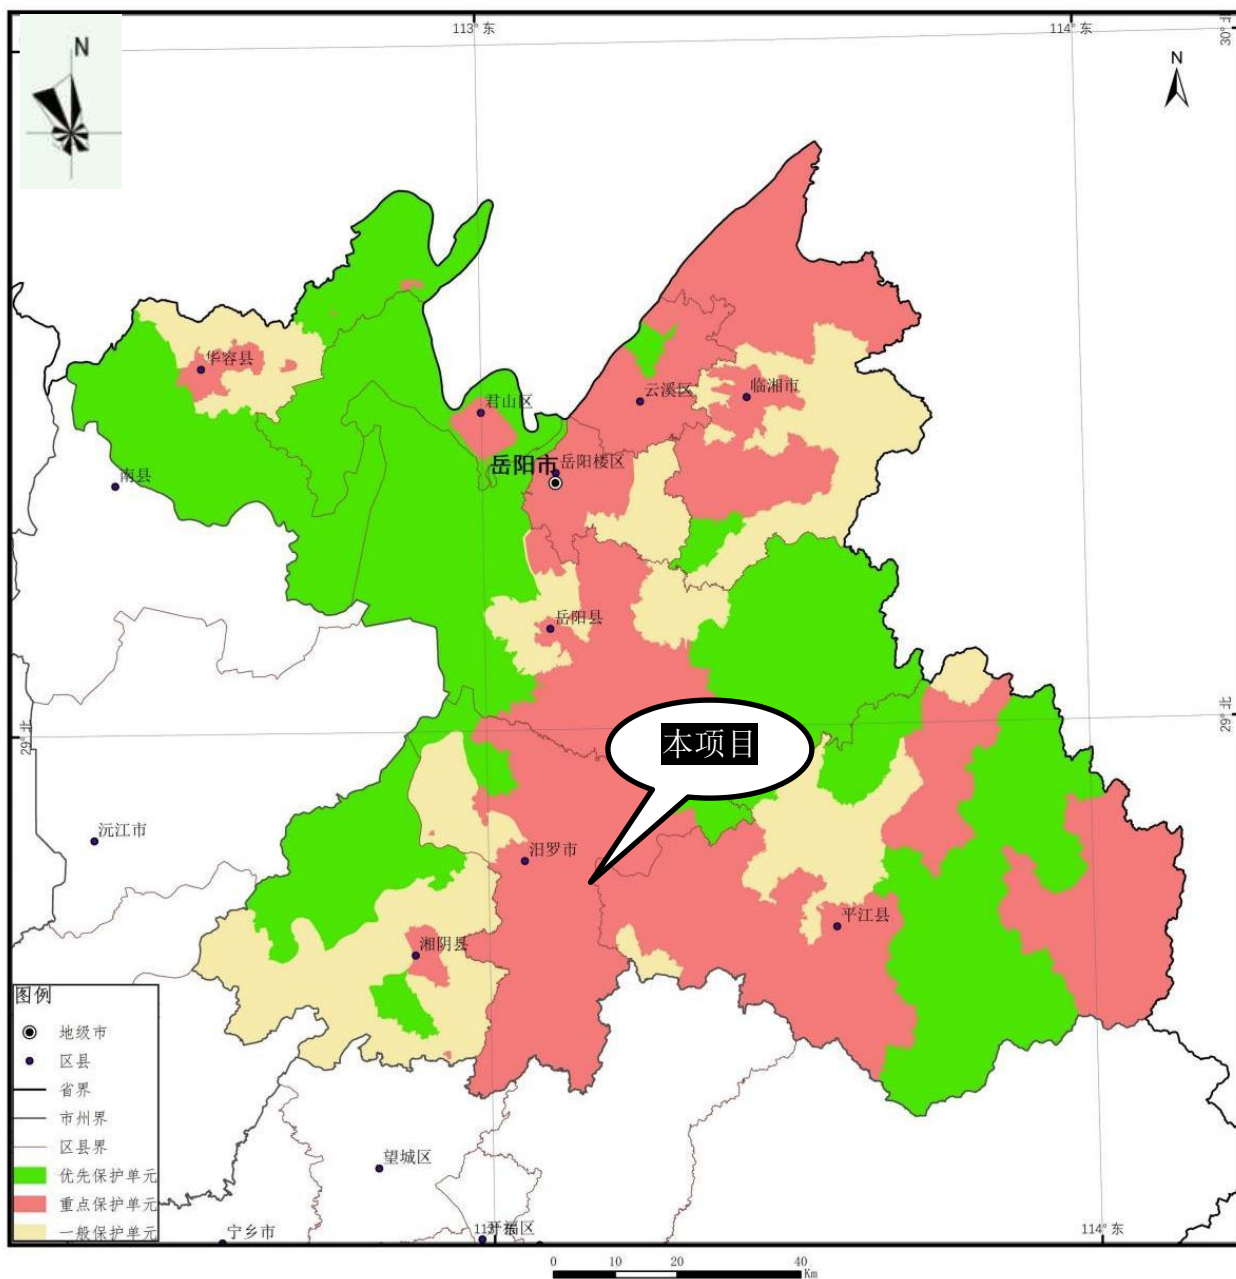 113° 东
114° 东
30° 北
N
N
华容县
君山区
云溪区
临湘市
岳阳市
岳阳楼区
南县
岳阳县
29° 北
29° 北
本项目
沅江市
汨罗市
平江县
湘阴县
图例
地级市
区县
省界
市州界
区县界
优先保护单元
重点保护单元
一般保护单元
望城区
宁乡市
开福区
114° 东
0 10 20 40
Km